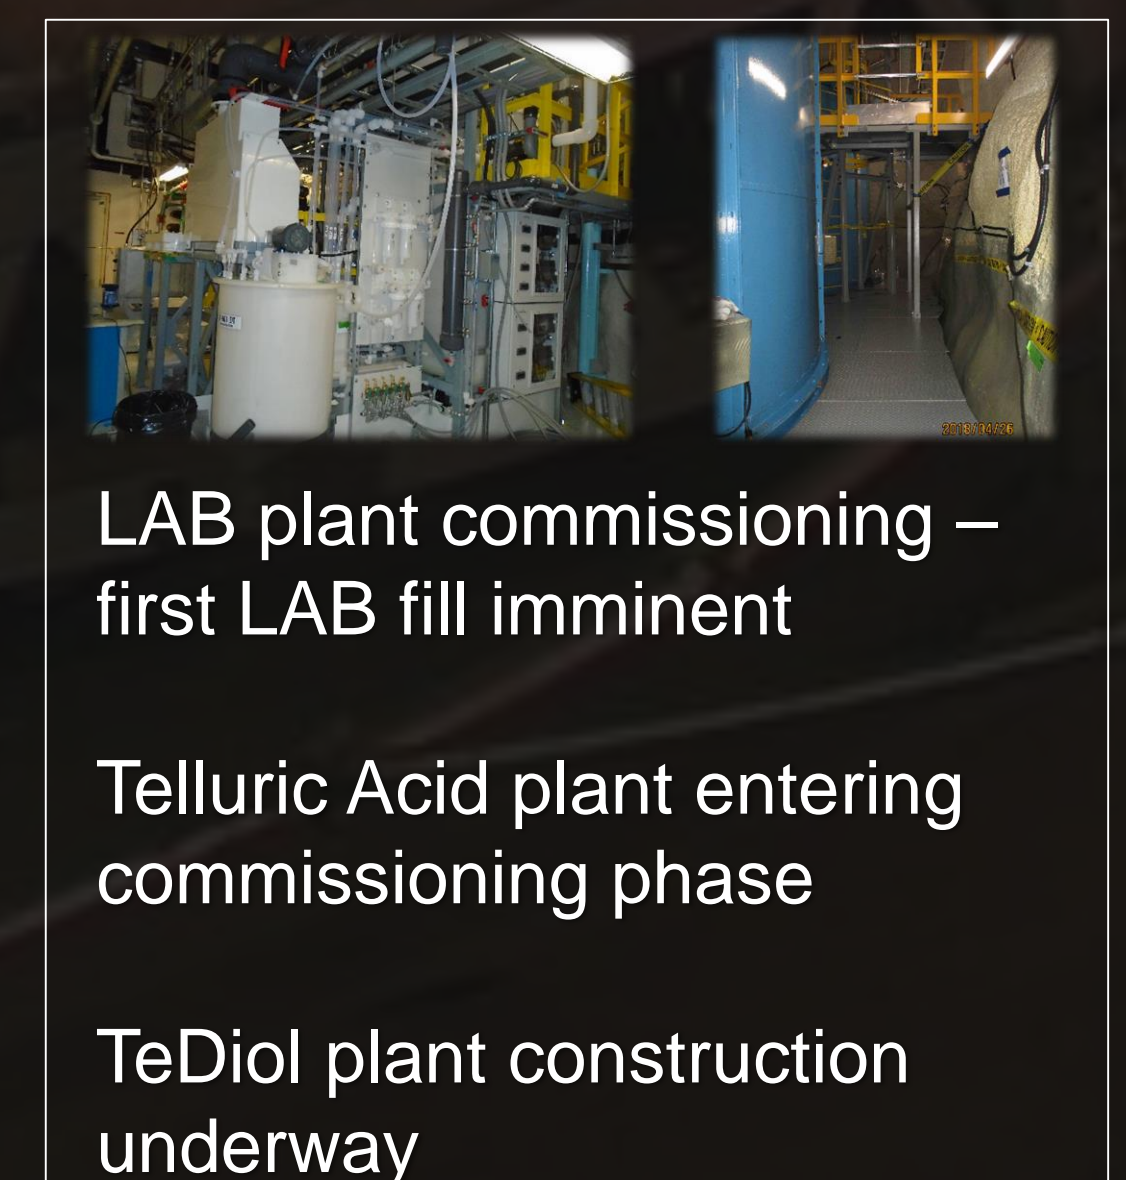 2018/04/26
LAB plant commissioning –
first LAB fill imminent
Telluric Acid plant entering
commissioning phase
TeDiol plant construction
underway